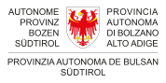 AUTONOME
PROVINZ
BOZEN
SÜDTIROL
PROVINCIA
AUTONOMA
DI BOLZANO
ALTO ADIGE
PROVINZIA AUTONOMA DE BULSAN
SÜDTIROL